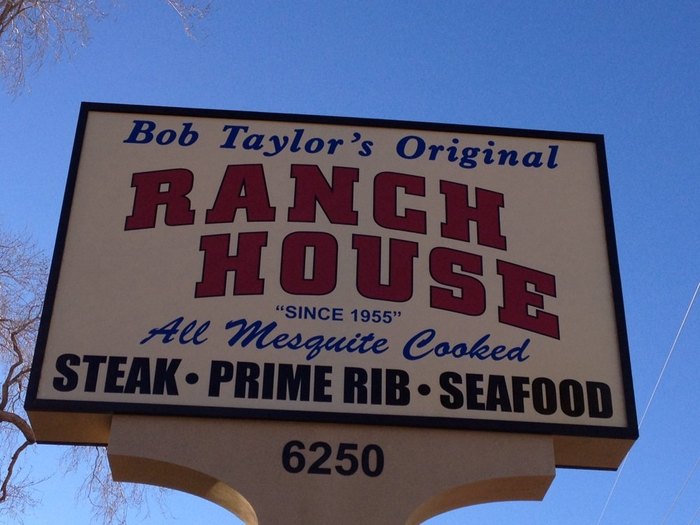 Bob Taylor's Original
RANCH
HOUSE
"SINCE 1955"
All Mesquite Cooked
STEAK • PRIME RIB • SEAFOOD
6250